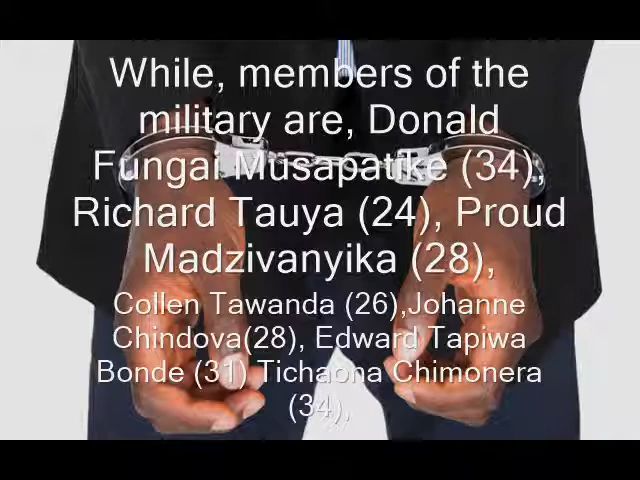 While, members of the
military are, Donald
Fungai Musapatike (34),
Richard Tauya (24), Proud
Madzivanyika (28),
Collen Tawanda (26),Johanne
Chindova(28), Edward Tapiwa
Bonde (31) Tichaona Chimonera
(34),